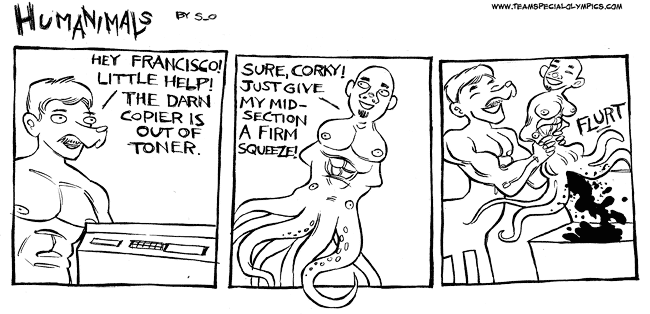 HUMANIMALS BY S_O
WWW.TEAMSPECIALOLYMPICS.COM
HEY FRANCISCO!
LITTLE HELP!
THE DARN
COPIER IS
OUT OF
TONER.
SURE, CORKY!
JUST GIVE
MY MID-
SECTION
A FIRM
SQUEEZE!
FLURT